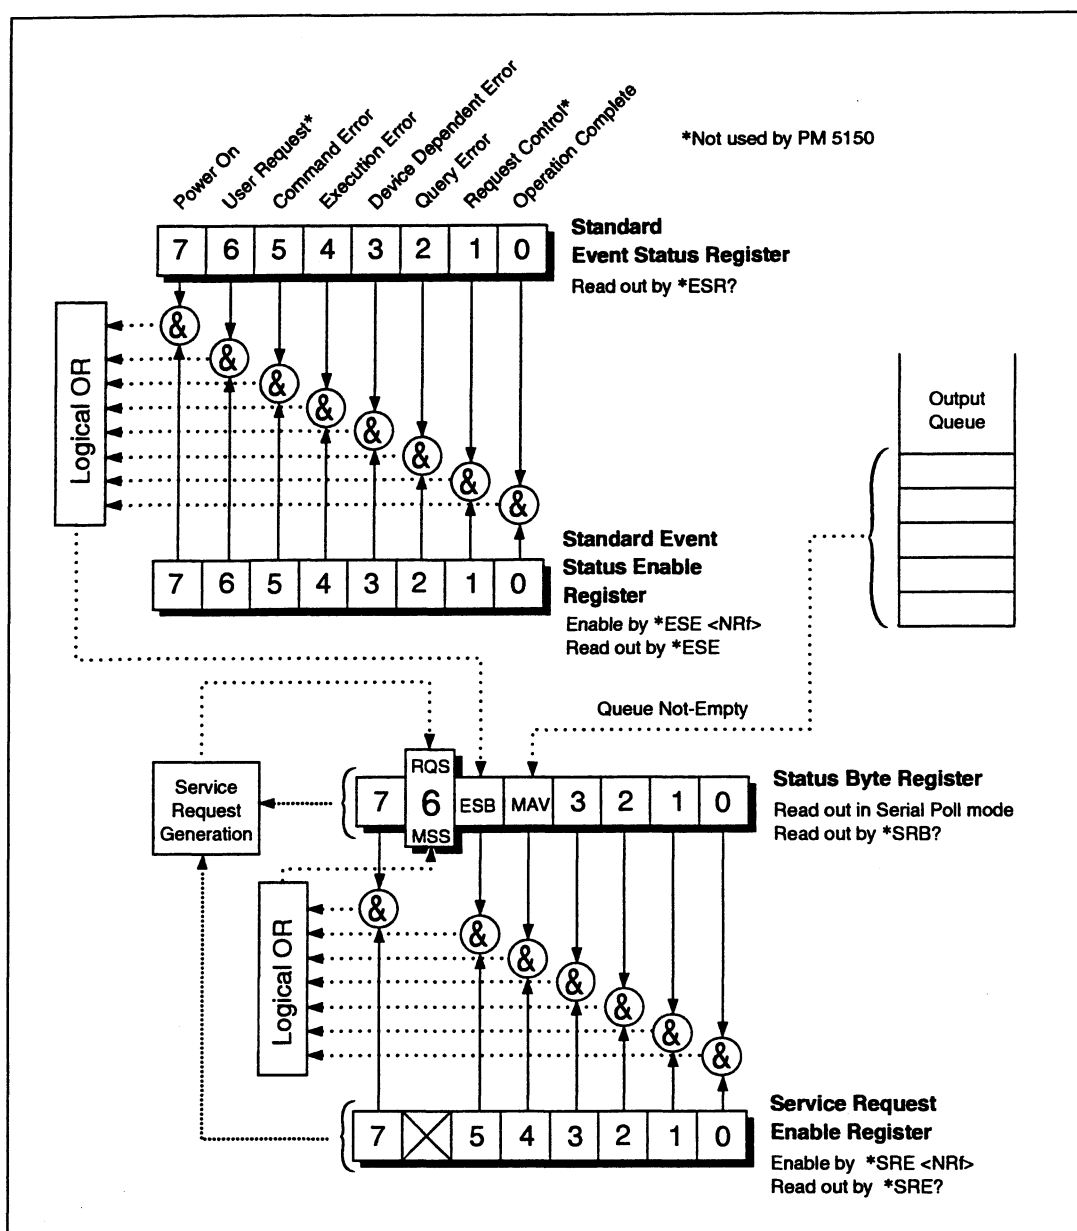 Power On
User Request*
Command Error
Execution Error
Device Dependent Error
Query Error
Request Control*
Operation Complete
*Not used by PM 5150
7 6 5 4 3 2 1 0
Standard
Event Status Register
Read out by *ESR?
Logical OR
& & & & & & & &
Output
Queue
7 6 5 4 3 2 1 0
Standard Event
Status Enable
Register
Enable by *ESE <NRf>
Read out by *ESE
Queue Not-Empty
Service
Request
Generation
7 RQS 6 MSS ESB MAV 3 2 1 0
Status Byte Register
Read out in Serial Poll mode
Read out by *SRB?
Logical OR
& & & & & & &
7 5 4 3 2 1 0
Service Request
Enable Register
Enable by *SRE <NRf>
Read out by *SRE?